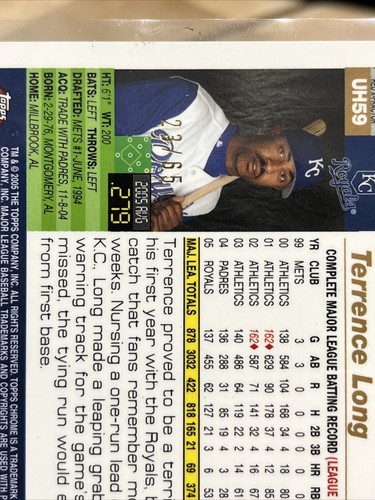 UH59
KC
Royals
HT: 6'1" WT: 200
BATS: LEFT THROWS: LEFT
DRAFTED: METS #1-JUNE, 1994
ACQ: TRADE WITH PADRES, 11-8-04
BORN: 2-29-76, MONTGOMERY, AL
HOME: MILLBROOK, AL
2005 AVG
.279
Terrence Long
COMPLETE MAJOR LEAGUE BATTING RECORD (LEAGUE
YR CLUB G AB R H 2B 3B HR RB
99 METS 3 3 0 0 0 0 0
00 ATHLETICS 138 584 104 168 34 4 18 80
01 ATHLETICS 162♦ 629 90 178 37 4 12 85
02 ATHLETICS 162♦ 587 71 141 32 4 16 67
03 ATHLETICS 140 486 64 119 22 2 14 61
04 PADRES 136 288 31 85 19 4 3 28
05 ROYALS 137 455 62 127 21 3 6 53
MAJ. LEA. TOTALS 878 3032 422 818 165 21 69 374
Terrence proved to be a
his first year with the Royals,
catch that fans remember
weeks. Nursing a one-run lead
K.C., Long made a leaping grab
warning track for the game's
missed, the tying run would
from first base.
topps
TM & © 2005 THE TOPPS COMPANY, INC. ALL RIGHTS RESERVED. TOPPS CHROME IS A TRADEMARK
COMPANY, INC. MAJOR LEAGUE BASEBALL TRADEMARKS AND COPYRIGHTS ARE USED WITH